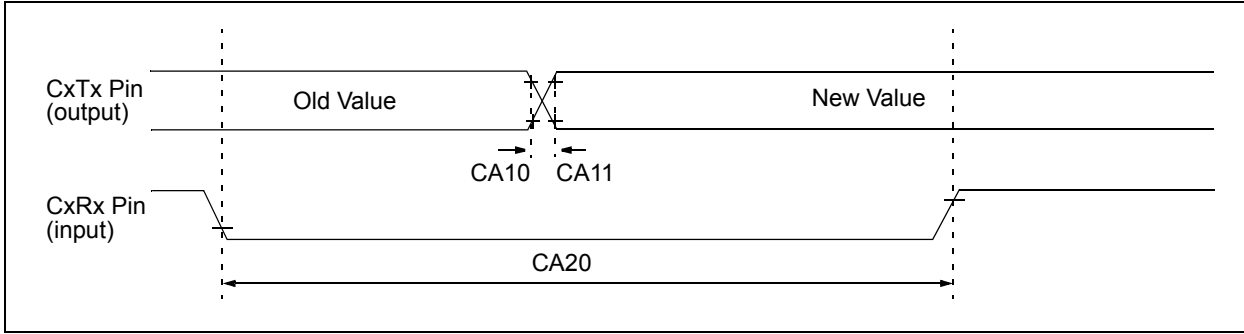 CxTx Pin
(output)
Old Value
New Value
CA10 CA11
CxRx Pin
(input)
CA20